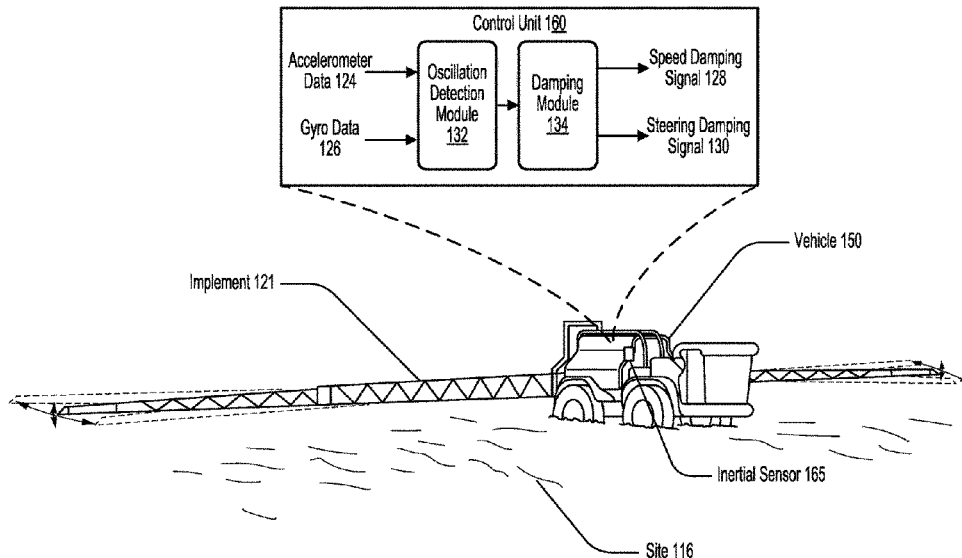 Control Unit 160
Accelerometer
Data 124
Gyro Data
126
Oscillation
Detection
Module
132
Damping
Module
134
Speed Damping
Signal 128
Steering Damping
Signal 130
Vehicle 150
Implement 121
Inertial Sensor 165
Site 116